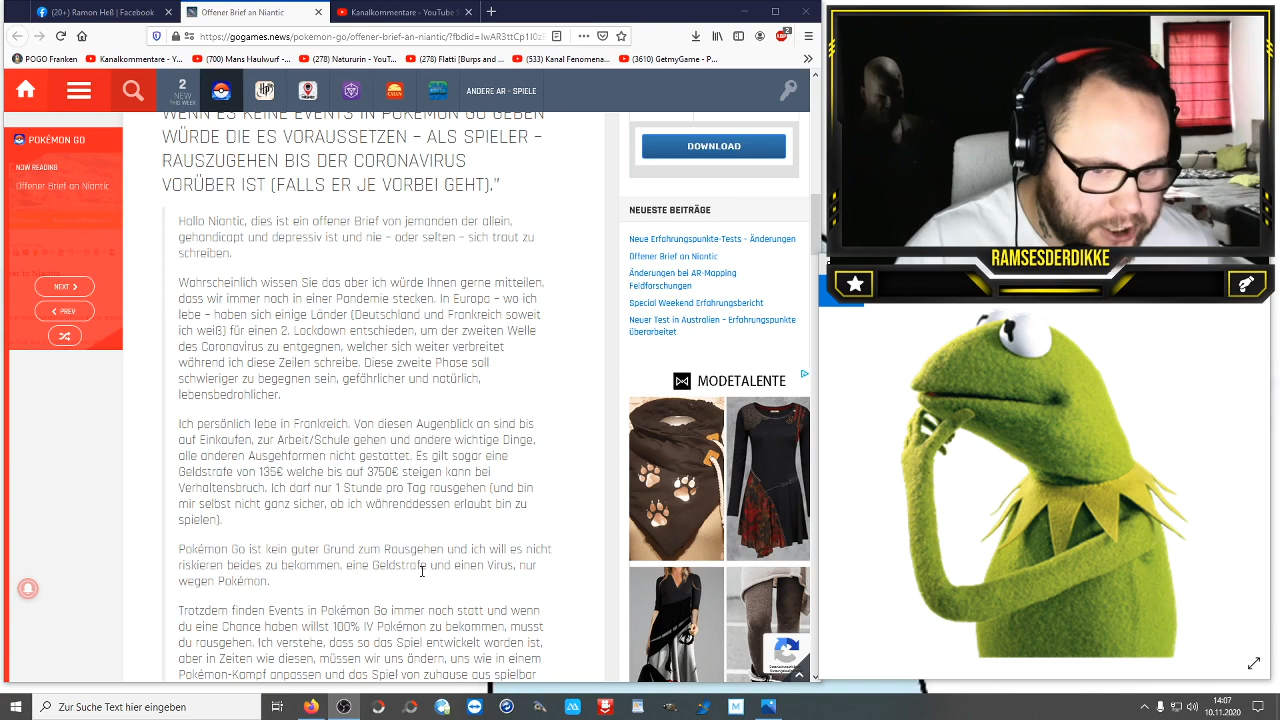 (20+) Ramon Heß | Facebook
Offener Brief an Niantic
Kanalkommentare - YouTube
https://gogames.news/pokemon-go/offener-brief-an-niantic/
POGO Franken
Kanalkommentare - Y...
(700) Mans Haulwurf -...
(278) Naturon - YouT...
(278) Flatti [Burps and ...
(533) Kanal Fenomena...
(3610) GetmyGame - P...
2
NEW
THIS WEEK
ANDERE AR - SPIELE
POKÉMON GO
NOW READING
Offener Brief an Niantic
NEXT
PREV
WENN ES KEINE EVENTS IN POKÉMON
WÜRDE DIE ES VORAUSSETZEN – ALS SPIELER –
RAUSZUGEHEN BIS DER CORONAVIRUS
VORÜBER IST (FALLS ER JE VORBEI GEHT)."
Hallo Niantic, dies ist ein offener Brief von jemanden der allein,
gehandicapt und depressiv ist und nie – oder selten – sich traut zu
schreiben.
Wahrscheinlich wollen Sie das nicht wissen aber ich will gerne mitteilen
dass wir immer noch in der Pandemie stecken. In Europa – wo ich
lebe – haben sich einige Länder (Deutschland und Frankreich soweit
ich weiß) für einen 2. Lockdown entschieden, um der zweiten Welle
des Coronavirus zu entgegnen, welcher sich weiter verbreitet
während ich diese Zeilen schreibe. Diese zweite Phase soll
schwieriger zu begegnen sein, gefährlicher und natürlich,
lebensbedrohlicher.
Ich persönlich lebe in Frankreich. Von diesen Augenblick an sind bis
auf Einkaufen, zur Arbeit/Schule gehen und andere wichtige Dinge,
alle anderen Ausgehformen nicht gestattet. Es gilt sogar eine
Geldstrafe von 135€ welche bis auf 3750€ steigen kann bei
Verhaltensbruch. Ich darf nur 1 Stunde pro Tag rausgehen (und bin
mir selbst nicht ganz sicher, ob ich währenddessen erlaubt bin zu
spielen).
Pokémon Go ist kein guter Grund zum Rausgehen und ich will es nicht
riskieren beides zu bekommen, eine Geldstrafe und einen Virus, nur
wegen Pokémon.
Trotzdem finden Events in Pokémon Go immer noch statt und wenn
du eine Chance haben willst 100% IV Pokémon zu bekommen, musst
du rausgehen. Ich verstehe, dass so das Spiel entwickelt worden ist,
aber in Zeiten wie diesen, müssen wir uns ändern, uns wie in einem
Pokémon-Kampf anpassen und das Spiel von zuhause aus spielbar
DOWNLOAD
NEUESTE BEITRÄGE
Neue Erfahrungspunkte-Tests – Änderungen
Offener Brief an Niantic
Änderungen bei AR-Mapping
Feldforschungen
Special Weekend Erfahrungsbericht
Neuer Test in Australien – Erfahrungspunkte
überarbeitet
MODETALENTE
RAMSESDERDIKKE
Zur Suche Text hier eingeben
14:07
10.11.2020